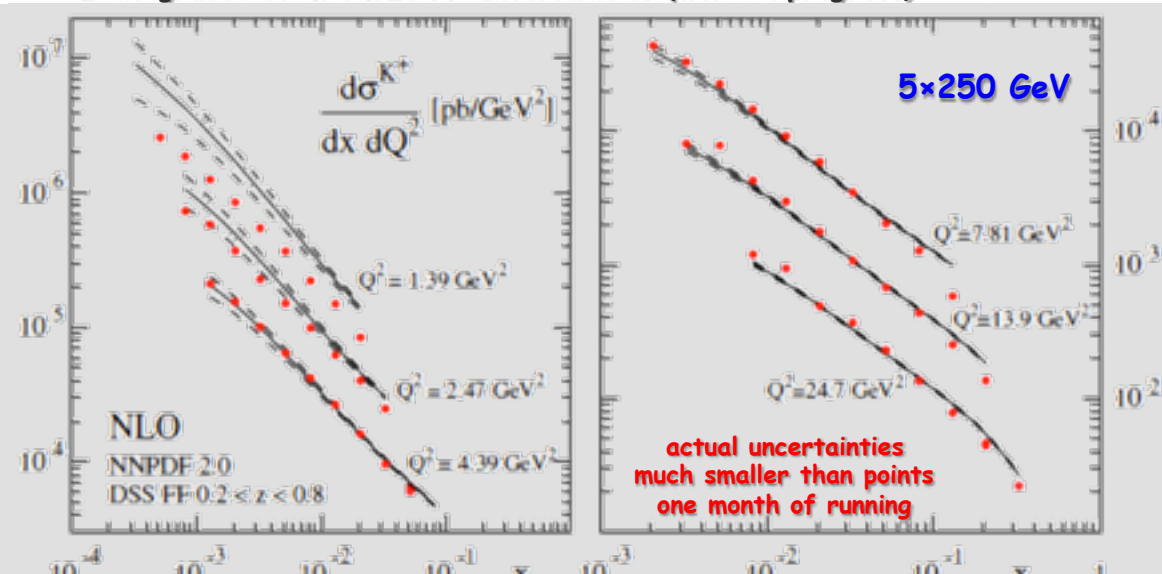 10^7
10^6
10^5
10^4
dσ^K+
dx dQ^2
[pb/GeV^2]
Q^2 = 1.39 GeV^2
Q^2 = 2.47 GeV^2
Q^2 = 4.39 GeV^2
NLO
NNPDF 2.0
DSS FF 0.2 < z < 0.8
10^-4
10^-3
10^-2
10^-1
x
5×250 GeV
Q^2=7.81 GeV^2
Q^2=13.9 GeV^2
Q^2=24.7 GeV^2
actual uncertainties
much smaller than points
one month of running
10^4
10^3
10^2
10^-3
10^-2
10^-1
x
1